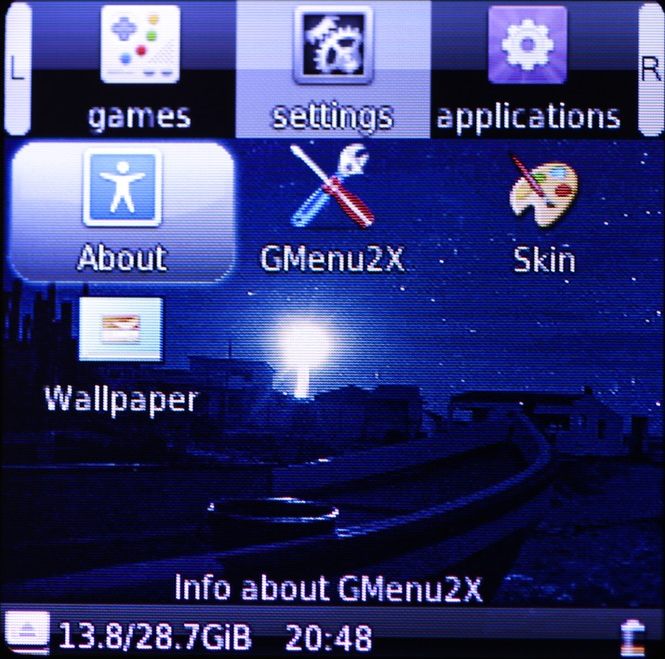 L
R
games settings applications
About GMenu2X Skin
Wallpaper
Info about GMenu2X
13.8/28.7GiB 20:48